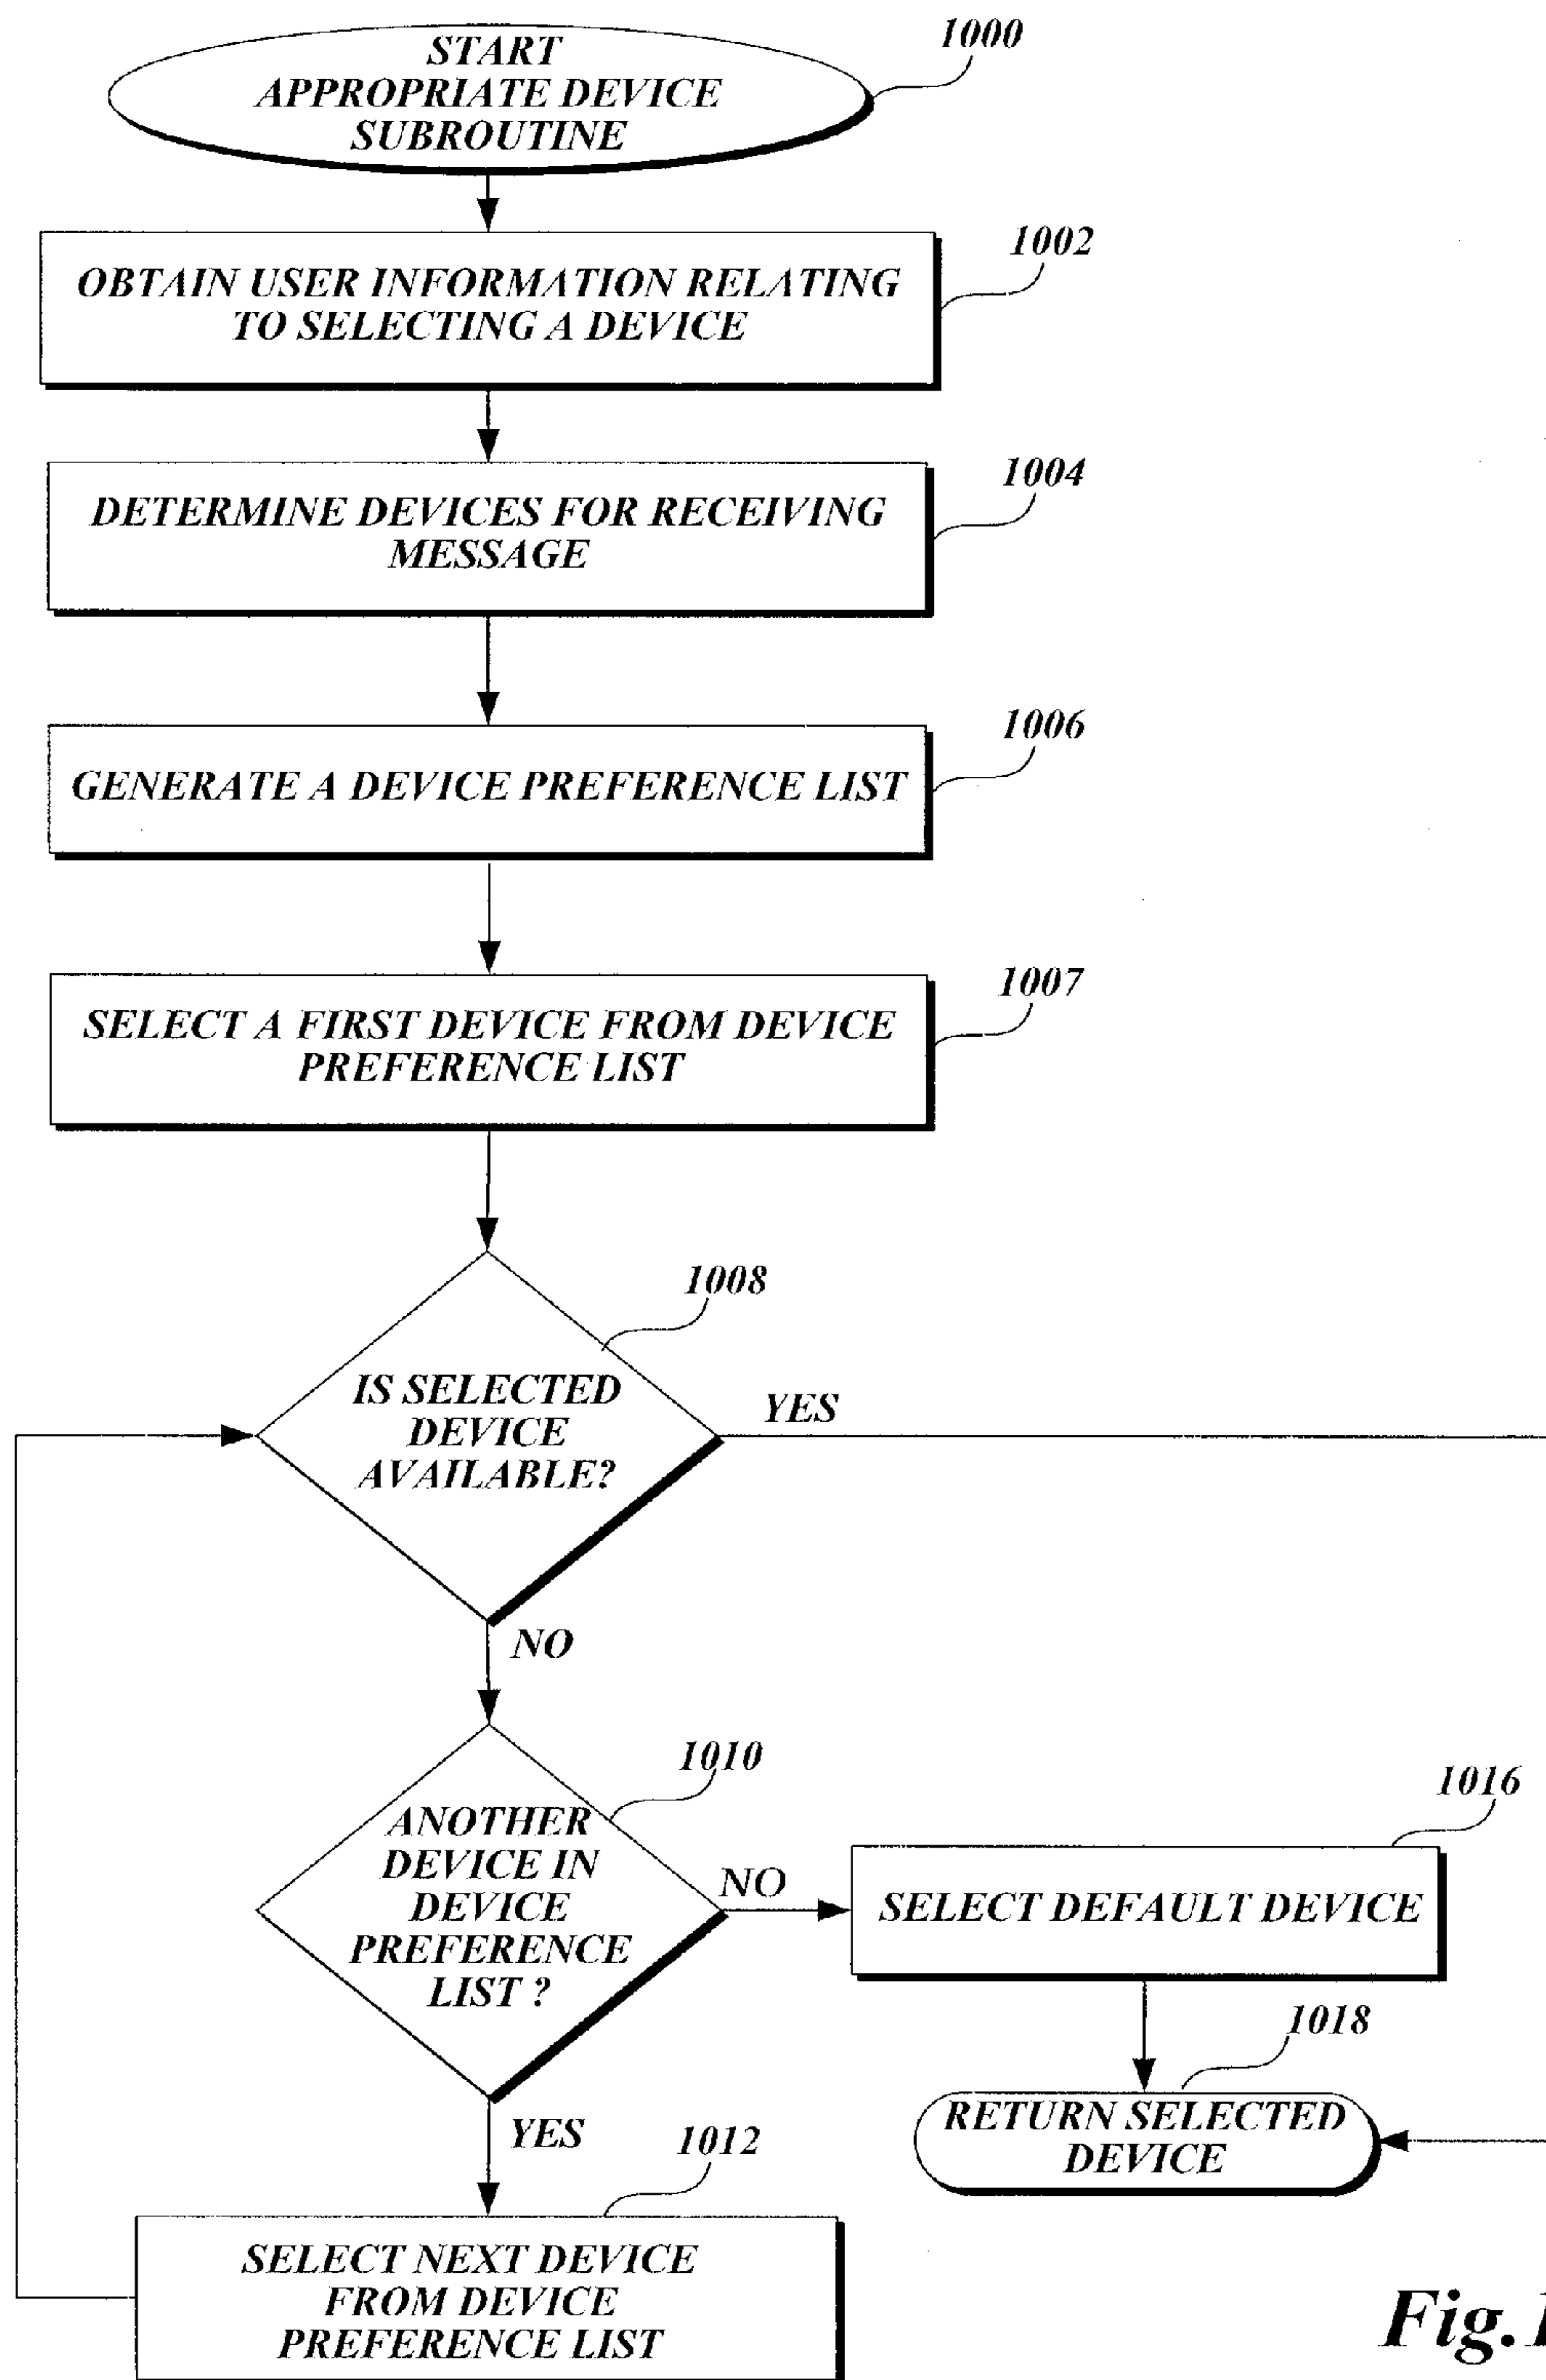 START
APPROPRIATE DEVICE
SUBROUTINE
1000
OBTAIN USER INFORMATION RELATING
TO SELECTING A DEVICE
1002
DETERMINE DEVICES FOR RECEIVING
MESSAGE
1004
GENERATE A DEVICE PREFERENCE LIST
1006
SELECT A FIRST DEVICE FROM DEVICE
PREFERENCE LIST
1007
IS SELECTED
DEVICE
AVAILABLE?
1008
YES
NO
ANOTHER
DEVICE IN
DEVICE
PREFERENCE
LIST ?
1010
NO
SELECT DEFAULT DEVICE
1016
RETURN SELECTED
DEVICE
1018
YES
SELECT NEXT DEVICE
FROM DEVICE
PREFERENCE LIST
1012
Fig.